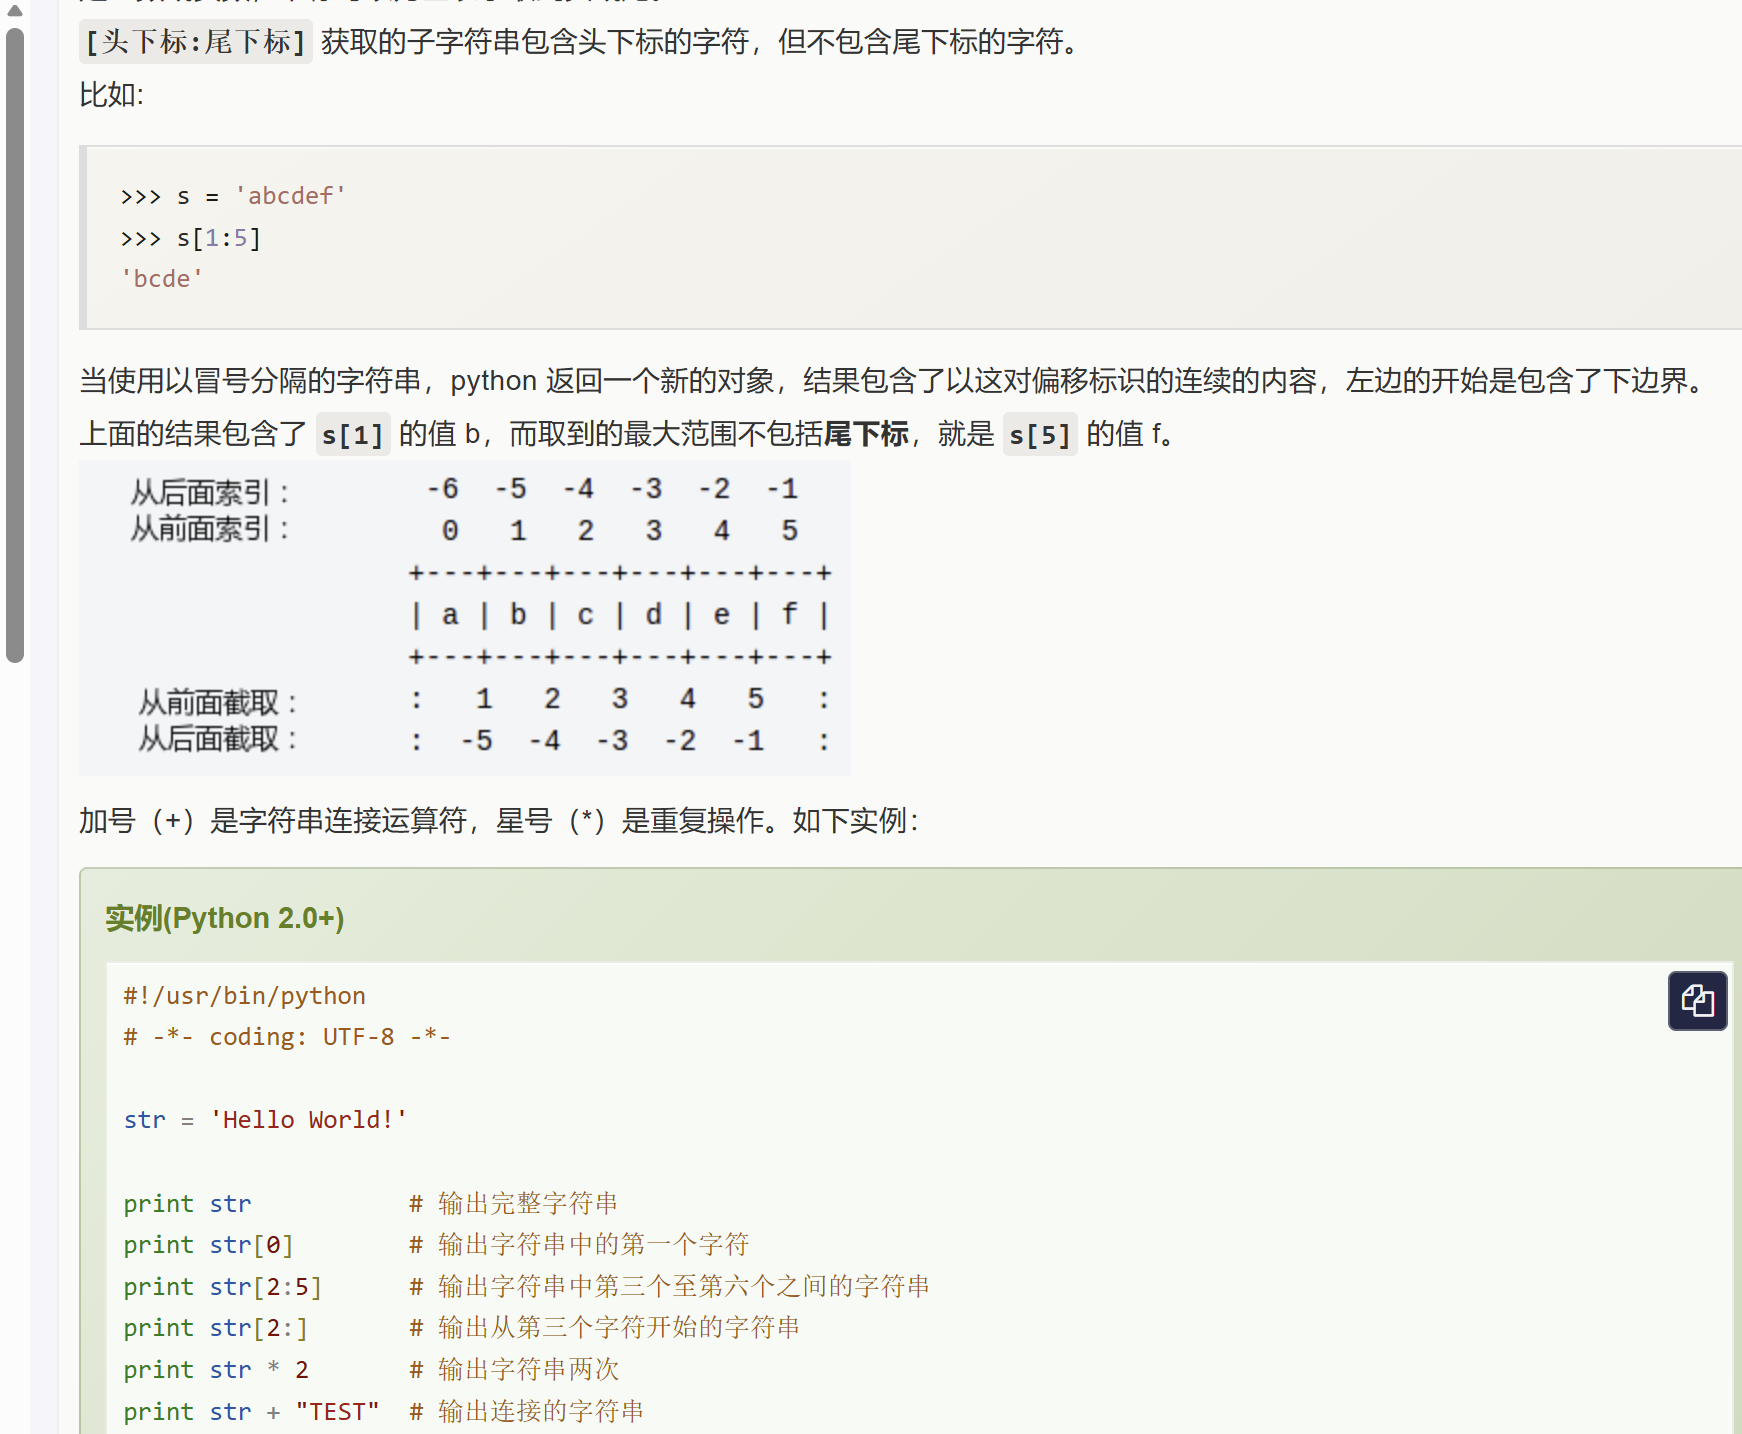 [头下标:尾下标] 获取的子字符串包含头下标的字符，但不包含尾下标的字符。
比如:
>>> s = 'abcdef'
>>> s[1:5]
'bcde'
当使用以冒号分隔的字符串，python 返回一个新的对象，结果包含了以这对偏移标识的连续的内容，左边的开始是包含了下边界。
上面的结果包含了 s[1] 的值 b，而取到的最大范围不包括尾下标，就是 s[5] 的值 f。
从后面索引： -6 -5 -4 -3 -2 -1
从前面索引： 0 1 2 3 4 5
+---+---+---+---+---+---+
| a | b | c | d | e | f |
+---+---+---+---+---+---+
从前面截取： : 1 2 3 4 5 :
从后面截取： : -5 -4 -3 -2 -1 :
加号（+）是字符串连接运算符，星号（*）是重复操作。如下实例：
实例(Python 2.0+)
#!/usr/bin/python
# -*- coding: UTF-8 -*-
str = 'Hello World!'
print str # 输出完整字符串
print str[0] # 输出字符串中的第一个字符
print str[2:5] # 输出字符串中第三个至第六个之间的字符串
print str[2:] # 输出从第三个字符开始的字符串
print str * 2 # 输出字符串两次
print str + "TEST" # 输出连接的字符串